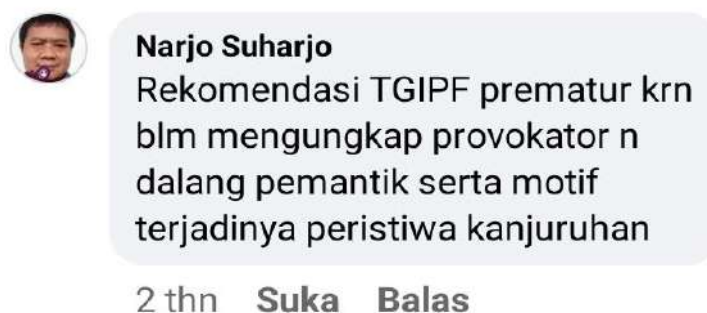 Narjo Suharjo
Rekomendasi TGIPF prematur krn
blm mengungkap provokator n
dalang pemantik serta motif
terjadinya peristiwa kanjuruhan
2 thn Suka Balas